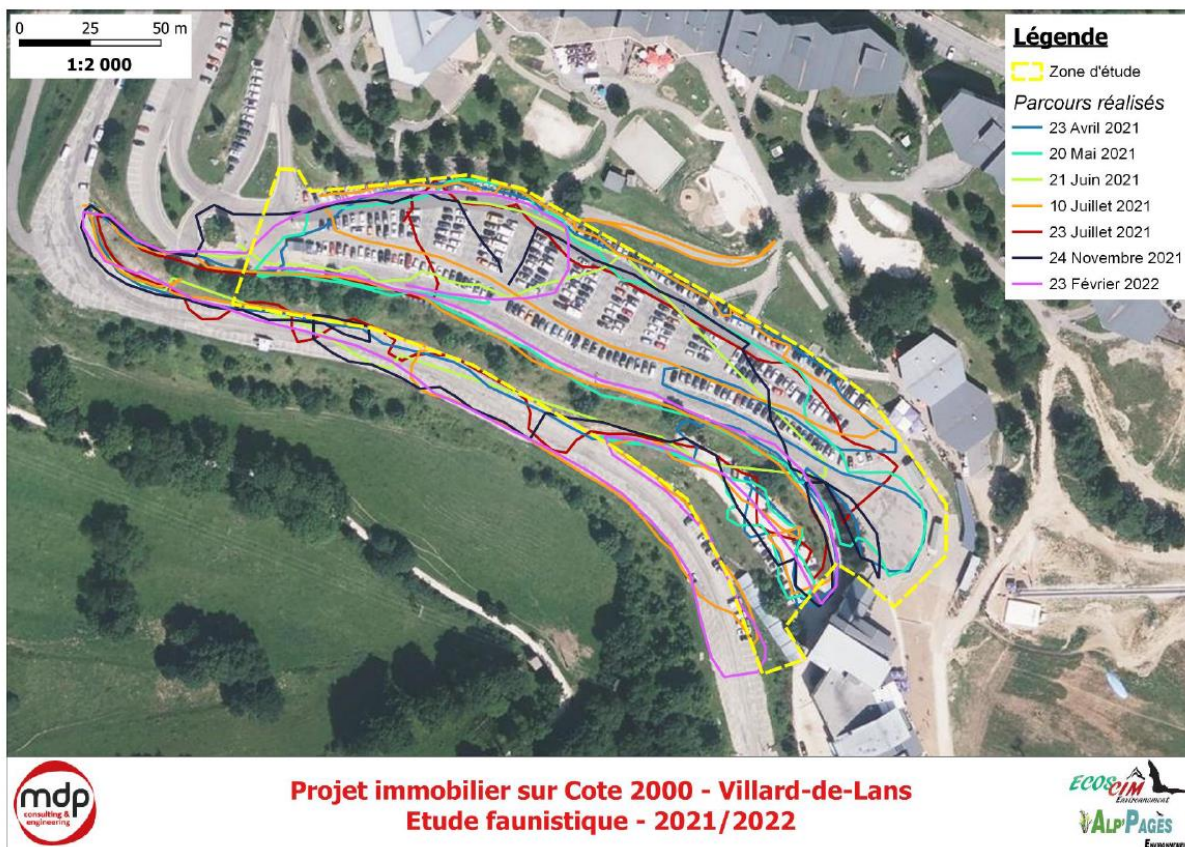 0 25 50 m
1:2 000
Légende
Zone d'étude
Parcours réalisés
23 Avril 2021
20 Mai 2021
21 Juin 2021
10 Juillet 2021
23 Juillet 2021
24 Novembre 2021
23 Février 2022
mdp
consulting &
engineering
Projet immobilier sur Cote 2000 - Villard-de-Lans
Etude faunistique - 2021/2022
ECOSCIM
Environnement
ALP'PAGÈS
ENVIRONNEMENT